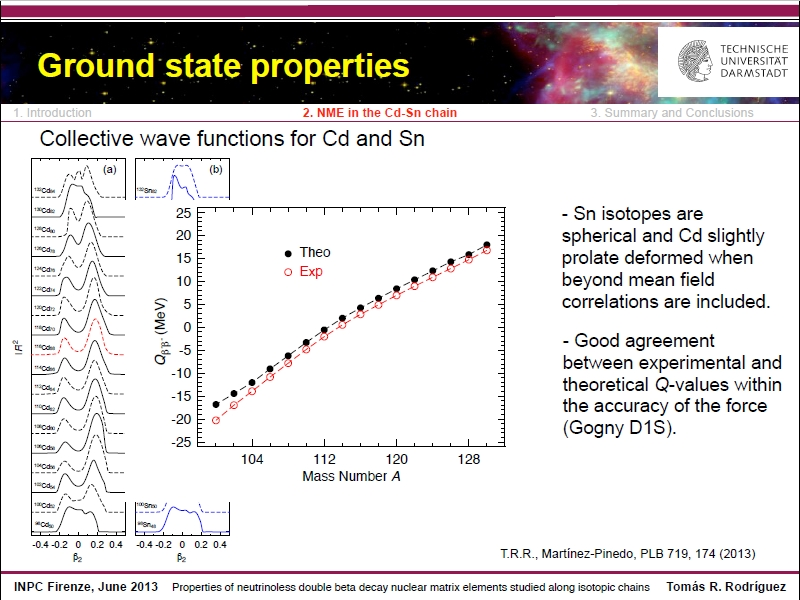 Ground state properties
TECHNISCHE
UNIVERSITÄT
DARMSTADT
1. Introduction
2. NME in the Cd-Sn chain
3. Summary and Conclusions
Collective wave functions for Cd and Sn
(a)
(b)
25
20
15
10
5
0
-5
-10
-15
-20
-25
Theo
Exp
Qβ⁻β⁻ (MeV)
104 112 120 128
Mass Number A
|R²
-0.4 -0.2 0 0.2 0.4
β₂
-0.4 -0.2 0 0.2 0.4
β₂
- Sn isotopes are
spherical and Cd slightly
prolate deformed when
beyond mean field
correlations are included.
- Good agreement
between experimental and
theoretical Q-values within
the accuracy of the force
(Gogny D1S).
T.R.R., Martínez-Pinedo, PLB 719, 174 (2013)
INPC Firenze, June 2013 Properties of neutrinoless double beta decay nuclear matrix elements studied along isotopic chains Tomás R. Rodríguez